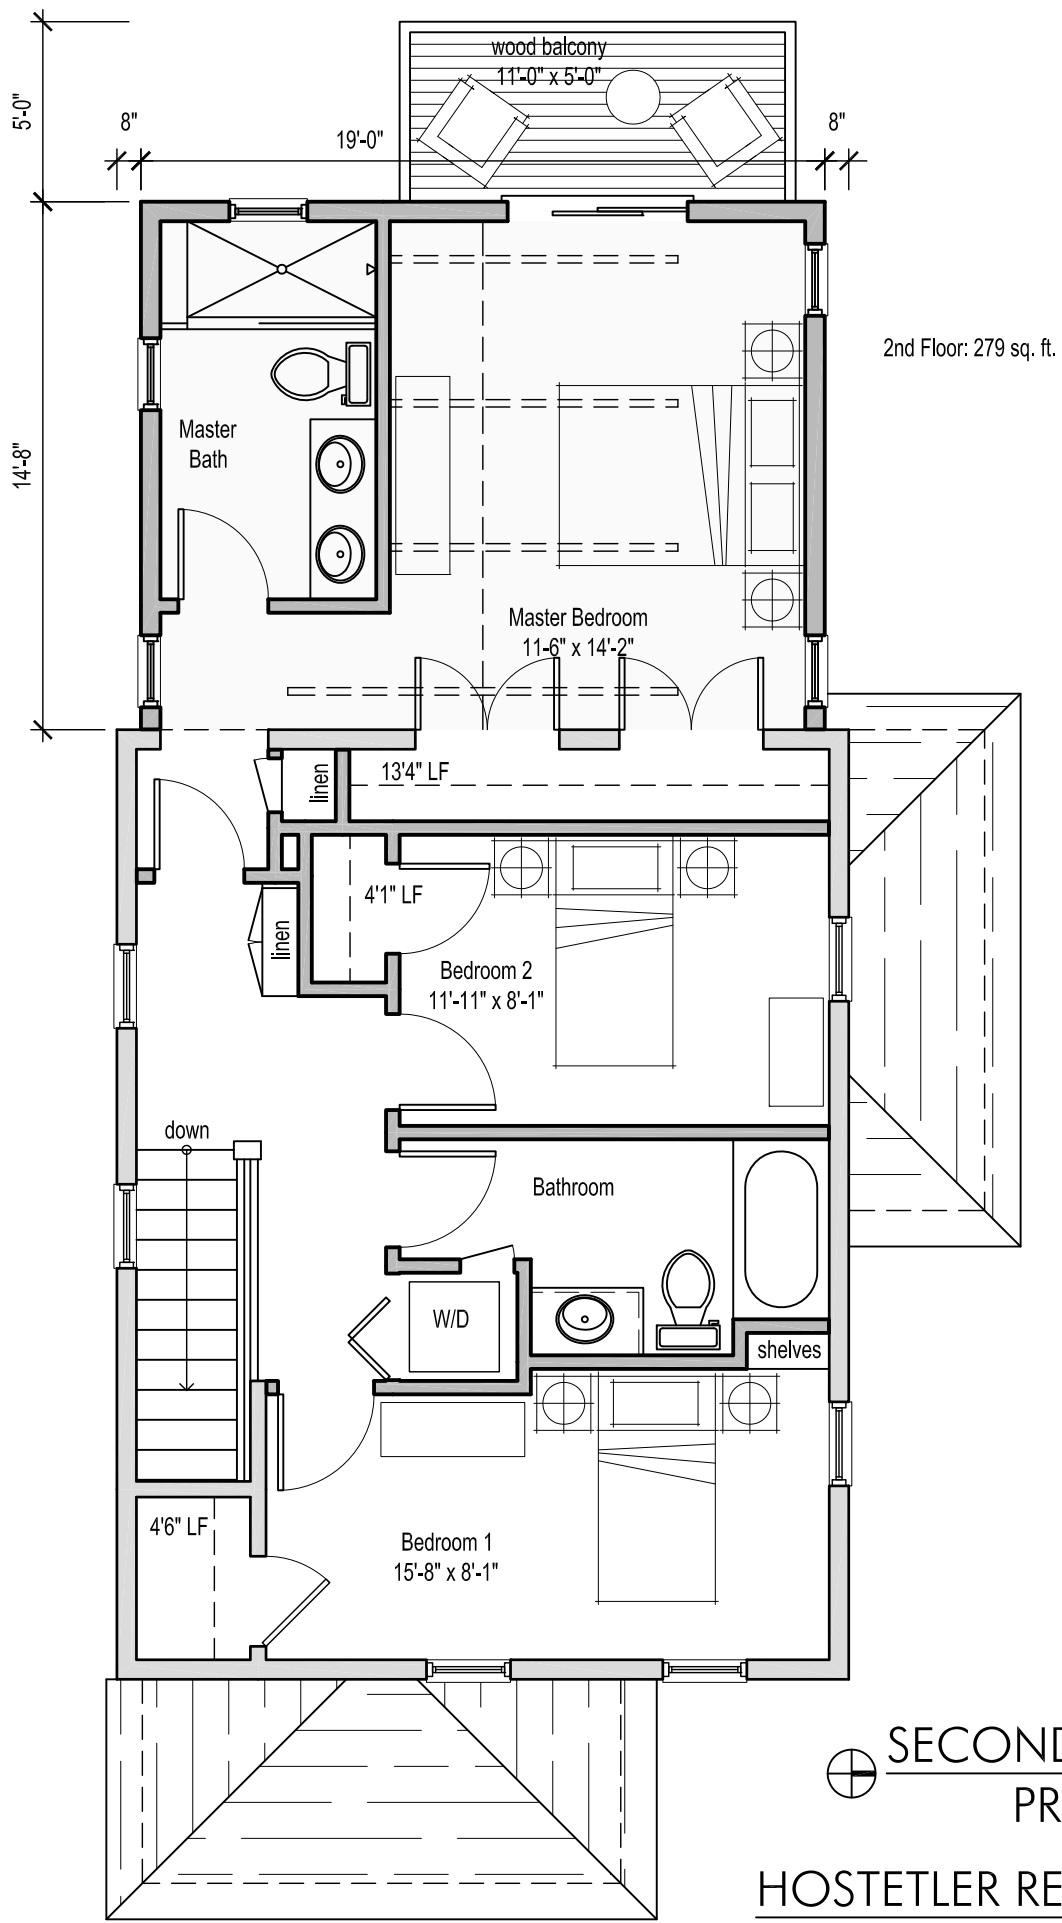 wood balcony
11'-0" x 5'-0"
5'-0"
8"
19'-0"
8"
2nd Floor: 279 sq. ft.
14'-8"
Master
Bath
Master Bedroom
11-6" x 14'-2"
linen
13'4" LF
4'1" LF
linen
Bedroom 2
11'-11" x 8'-1"
down
Bathroom
W/D
shelves
4'6" LF
Bedroom 1
15'-8" x 8'-1"
SECOND
PR
HOSTETLER RE